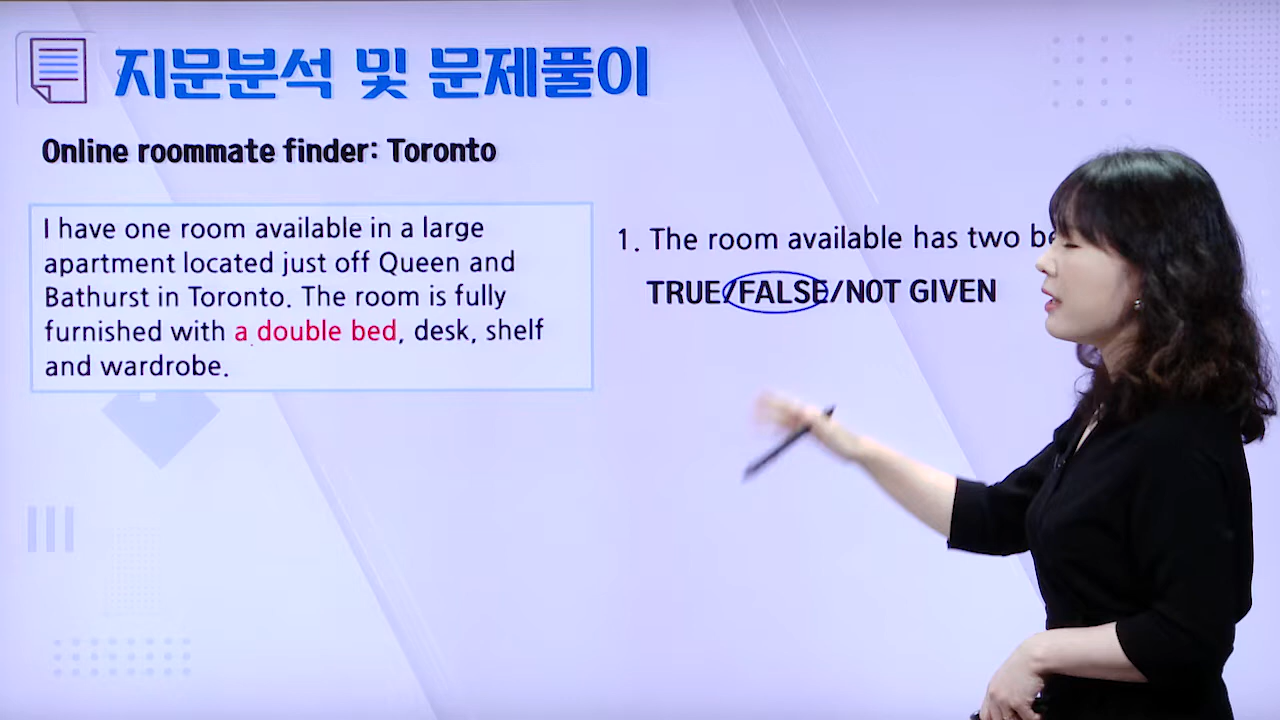 지문분석 및 문제풀이
Online roommate finder: Toronto
I have one room available in a large
apartment located just off Queen and
Bathurst in Toronto. The room is fully
furnished with a double bed, desk, shelf
and wardrobe.
1. The room available has two
TRUE/FALSE/NOT GIVEN